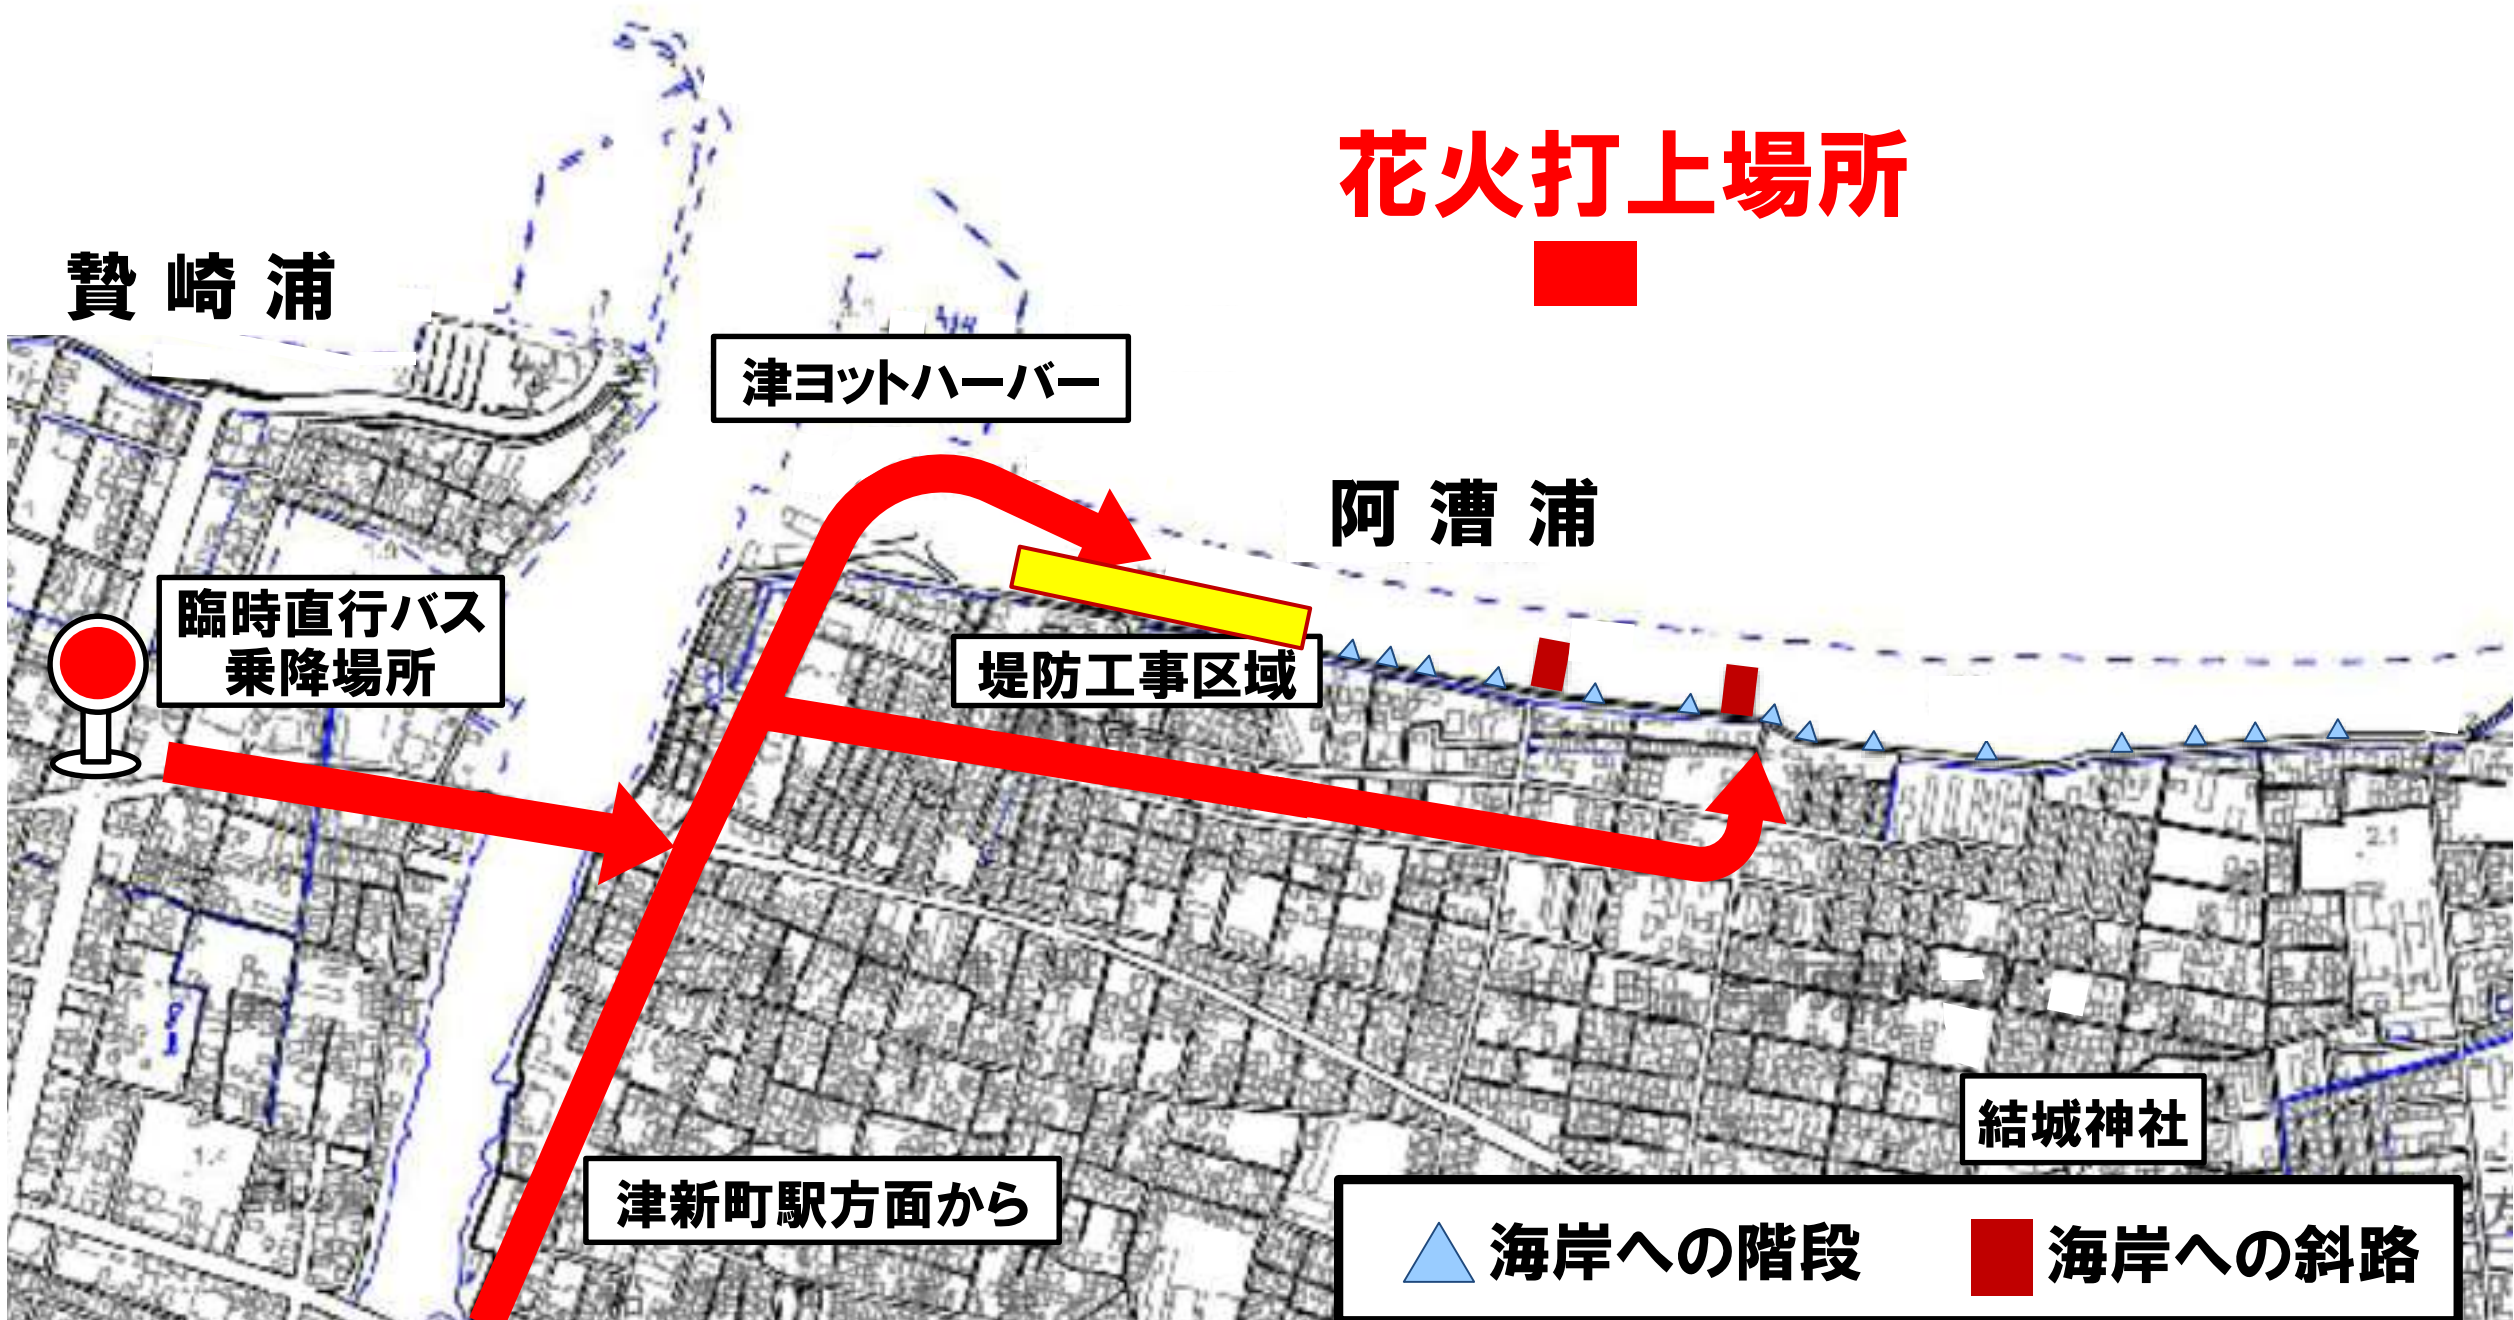 花火打上場所
贄崎浦
津ヨットハーバー
阿漕浦
臨時直行バス
乗降場所
堤防工事区域
結城神社
津新町駅方面から
海岸への階段
海岸への斜路
2.1